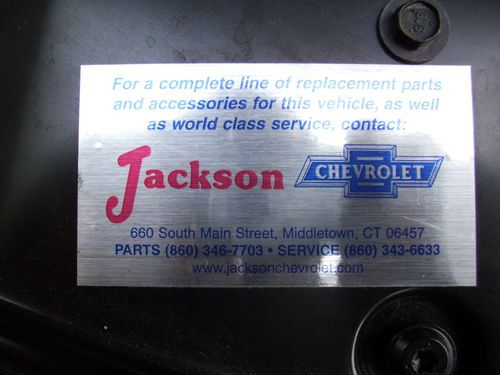 For a complete line of replacement parts
and accessories for this vehicle, as well
as world class service, contact:
Jackson CHEVROLET
660 South Main Street, Middletown, CT 06457
PARTS (860) 346-7703 • SERVICE (860) 343-6633
www.jacksonchevrolet.com